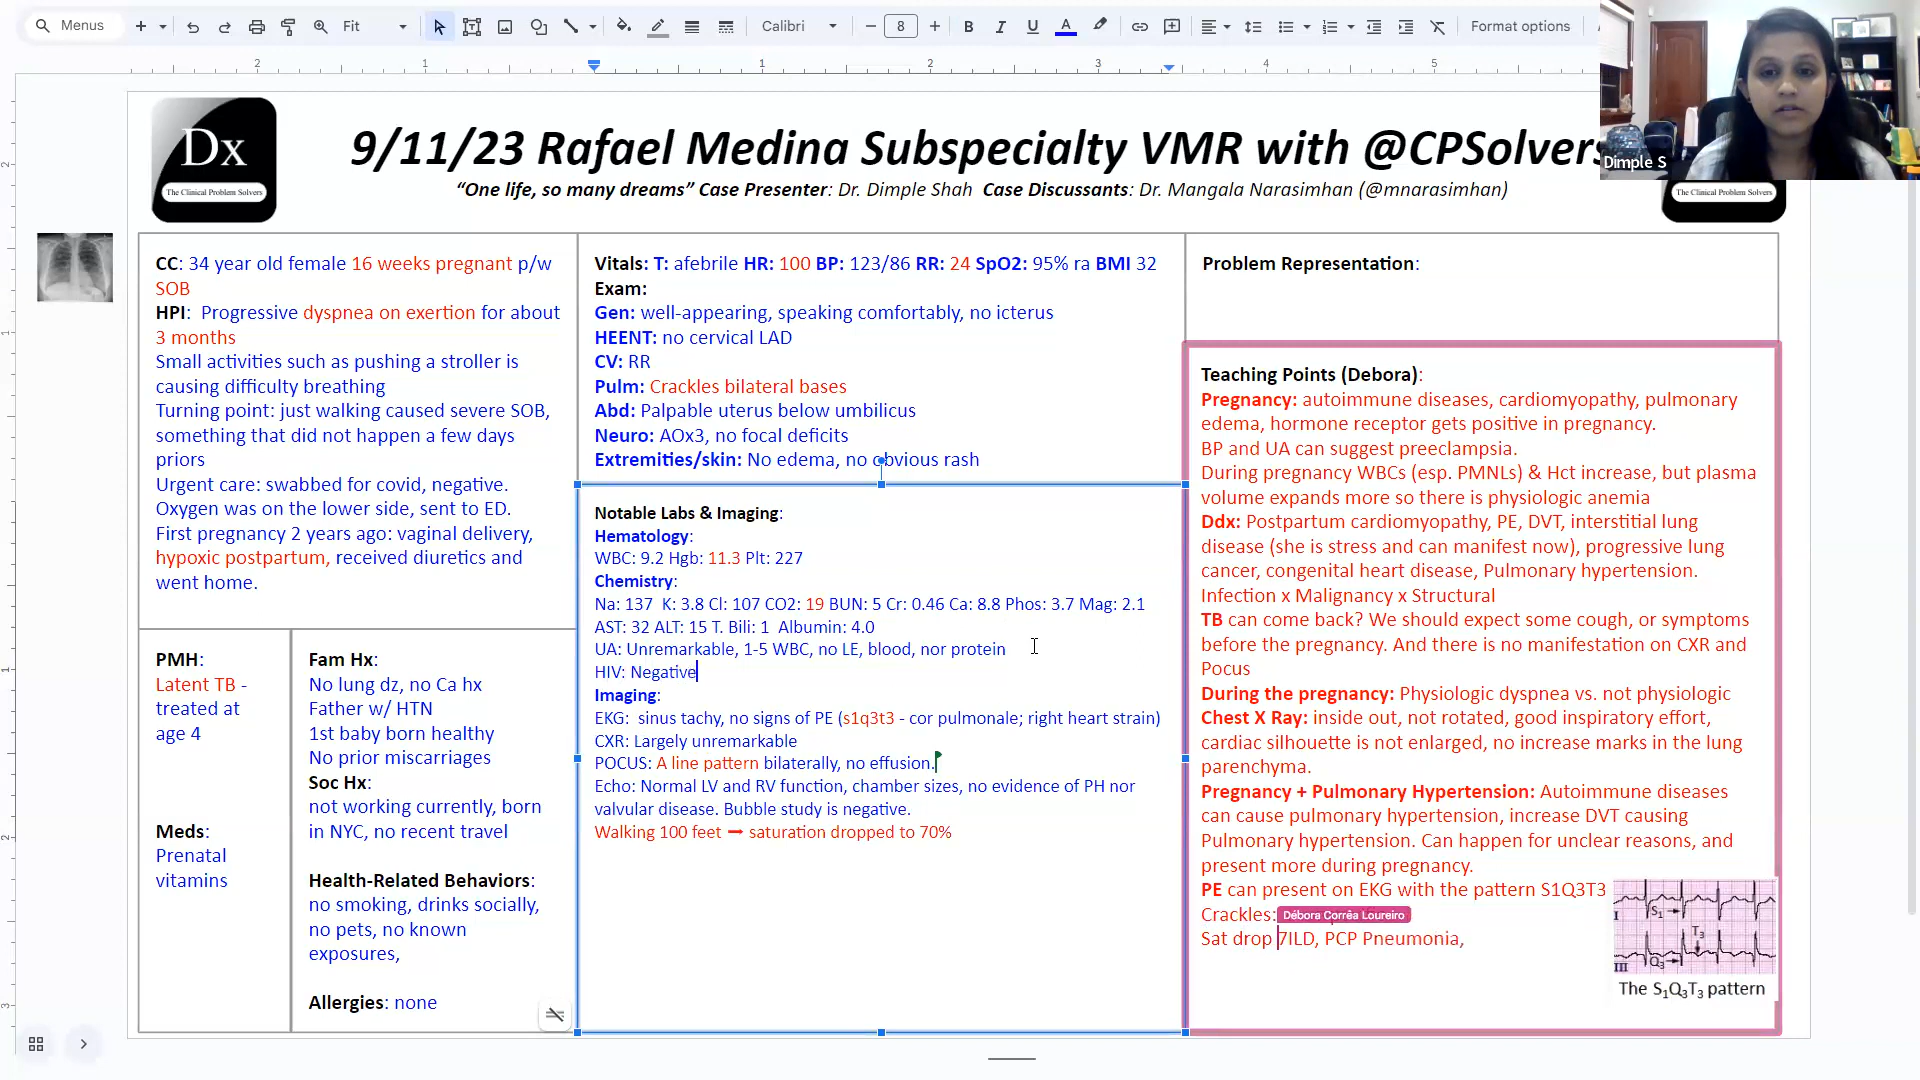 Menus
Fit
Calibri
8
Format options
2
1
1
2
3
4
5
Dx
The Clinical Problem Solvers
9/11/23 Rafael Medina Subspecialty VMR with @CPSolvers
“One life, so many dreams” Case Presenter: Dr. Dimple Shah Case Discussants: Dr. Mangala Narasimhan (@mnarasimhan)
Dimple S
The Clinical Problem Solvers
CC: 34 year old female 16 weeks pregnant p/w
SOB
HPI: Progressive dyspnea on exertion for about
3 months
Small activities such as pushing a stroller is
causing difficulty breathing
Turning point: just walking caused severe SOB,
something that did not happen a few days
priors
Urgent care: swabbed for covid, negative.
Oxygen was on the lower side, sent to ED.
First pregnancy 2 years ago: vaginal delivery,
hypoxic postpartum, received diuretics and
went home.
PMH:
Latent TB -
treated at
age 4
Meds:
Prenatal
vitamins
Fam Hx:
No lung dz, no Ca hx
Father w/ HTN
1st baby born healthy
No prior miscarriages
Soc Hx:
not working currently, born
in NYC, no recent travel
Health-Related Behaviors:
no smoking, drinks socially,
no pets, no known
exposures,
Allergies: none
Vitals: T: afebrile HR: 100 BP: 123/86 RR: 24 SpO2: 95% ra BMI 32
Exam:
Gen: well-appearing, speaking comfortably, no icterus
HEENT: no cervical LAD
CV: RR
Pulm: Crackles bilateral bases
Abd: Palpable uterus below umbilicus
Neuro: AOx3, no focal deficits
Extremities/skin: No edema, no obvious rash
Notable Labs & Imaging:
Hematology:
WBC: 9.2 Hgb: 11.3 Plt: 227
Chemistry:
Na: 137 K: 3.8 Cl: 107 CO2: 19 BUN: 5 Cr: 0.46 Ca: 8.8 Phos: 3.7 Mag: 2.1
AST: 32 ALT: 15 T. Bili: 1 Albumin: 4.0
UA: Unremarkable, 1-5 WBC, no LE, blood, nor protein
HIV: Negative
Imaging:
EKG: sinus tachy, no signs of PE (s1q3t3 - cor pulmonale; right heart strain)
CXR: Largely unremarkable
POCUS: A line pattern bilaterally, no effusion.
Echo: Normal LV and RV function, chamber sizes, no evidence of PH nor
valvular disease. Bubble study is negative.
Walking 100 feet ➡ saturation dropped to 70%
Problem Representation:
Teaching Points (Debora):
Pregnancy: autoimmune diseases, cardiomyopathy, pulmonary
edema, hormone receptor gets positive in pregnancy.
BP and UA can suggest preeclampsia.
During pregnancy WBCs (esp. PMNLs) & Hct increase, but plasma
volume expands more so there is physiologic anemia
Ddx: Postpartum cardiomyopathy, PE, DVT, interstitial lung
disease (she is stress and can manifest now), progressive lung
cancer, congenital heart disease, Pulmonary hypertension.
Infection x Malignancy x Structural
TB can come back? We should expect some cough, or symptoms
before the pregnancy. And there is no manifestation on CXR and
Pocus
During the pregnancy: Physiologic dyspnea vs. not physiologic
Chest X Ray: inside out, not rotated, good inspiratory effort,
cardiac silhouette is not enlarged, no increase marks in the lung
parenchyma.
Pregnancy + Pulmonary Hypertension: Autoimmune diseases
can cause pulmonary hypertension, increase DVT causing
Pulmonary hypertension. Can happen for unclear reasons, and
present more during pregnancy.
PE can present on EKG with the pattern S1Q3T3
Crackles:
Débora Corrêa Loureiro
Sat drop 7ILD, PCP Pneumonia,
I
S1
T3
III
Q3
The S1Q3T3 pattern